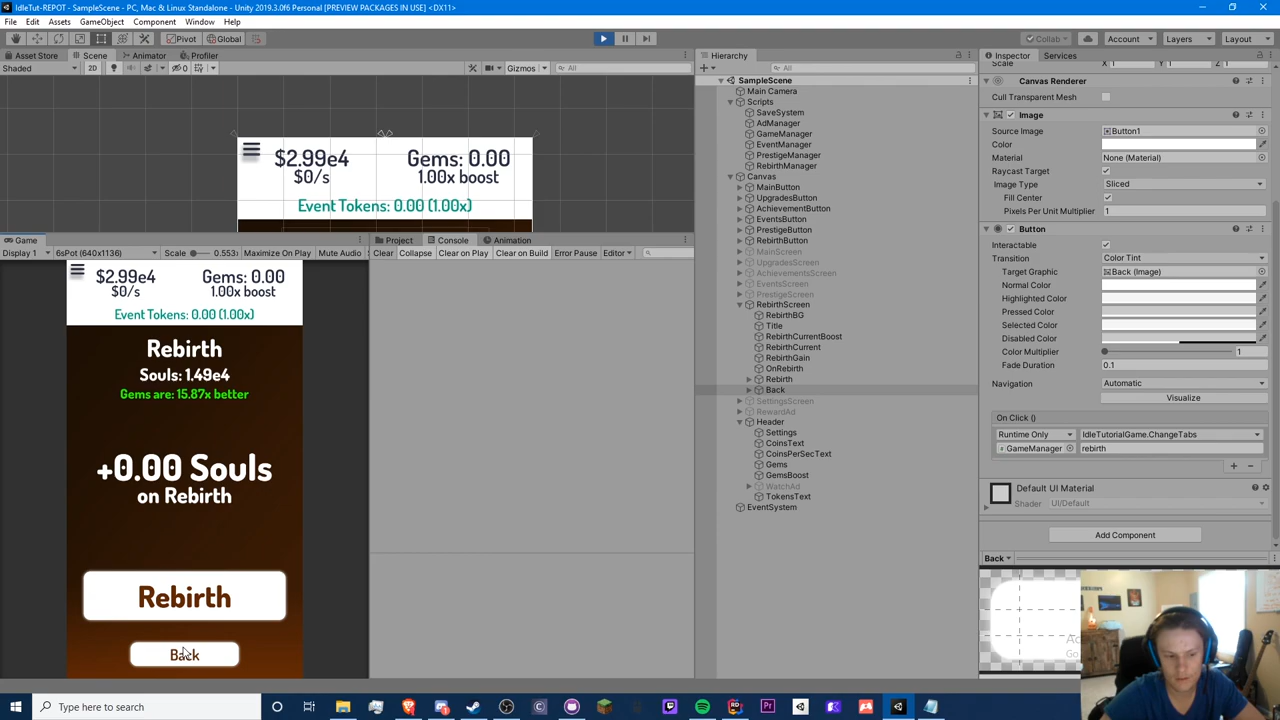 IdleTut-REPOT - SampleScene - PC, Mac & Linux Standalone - Unity 2019.3.0f6 Personal [PREVIEW PACKAGES IN USE] <DX11>
File Edit Assets GameObject Component Window Help
Pivot Global Collab Account Layers Layout
Asset Store Scene Animator Profiler
Shaded 2D 0 Gizmos All
$2.99e4 Gems: 0.00
$0/s 1.00x boost
Event Tokens: 0.00 (1.00x)
Game
Display 1 6sPot (640x1136) Scale 0.553x Maximize On Play Mute Audio
$2.99e4 Gems: 0.00
$0/s 1.00x boost
Event Tokens: 0.00 (1.00x)
Rebirth
Souls: 1.49e4
Gems are: 15.87x better
+0.00 Souls
on Rebirth
Rebirth
Back
Project Console Animation
Clear Collapse Clear on Play Clear on Build Error Pause Editor
Hierarchy
All
SampleScene
Main Camera
Scripts
SaveSystem
AdManager
GameManager
EventManager
PrestigeManager
RebirthManager
Canvas
MainButton
UpgradesButton
AchievementButton
EventsButton
PrestigeButton
RebirthButton
MainScreen
UpgradesScreen
AchievementsScreen
EventsScreen
PrestigeScreen
RebirthScreen
RebirthBG
Title
RebirthCurrentBoost
RebirthCurrent
RebirthGain
OnRebirth
Rebirth
Back
SettingsScreen
RewardAd
Header
Settings
CoinsText
CoinsPerSecText
Gems
GemsBoost
WatchAd
TokensText
EventSystem
Inspector Services
Scale X 1 Y 1 Z 1
Canvas Renderer
Cull Transparent Mesh
Image
Source Image Button1
Color
Material None (Material)
Raycast Target
Image Type Sliced
Fill Center
Pixels Per Unit Multiplier 1
Button
Interactable
Transition Color Tint
Target Graphic Back (Image)
Normal Color
Highlighted Color
Pressed Color
Selected Color
Disabled Color
Color Multiplier 1
Fade Duration 0.1
Navigation Automatic
Visualize
On Click ()
Runtime Only IdleTutorialGame.ChangeTabs
GameManager rebirth
Default UI Material
Shader UI/Default
Add Component
Back
Type here to search